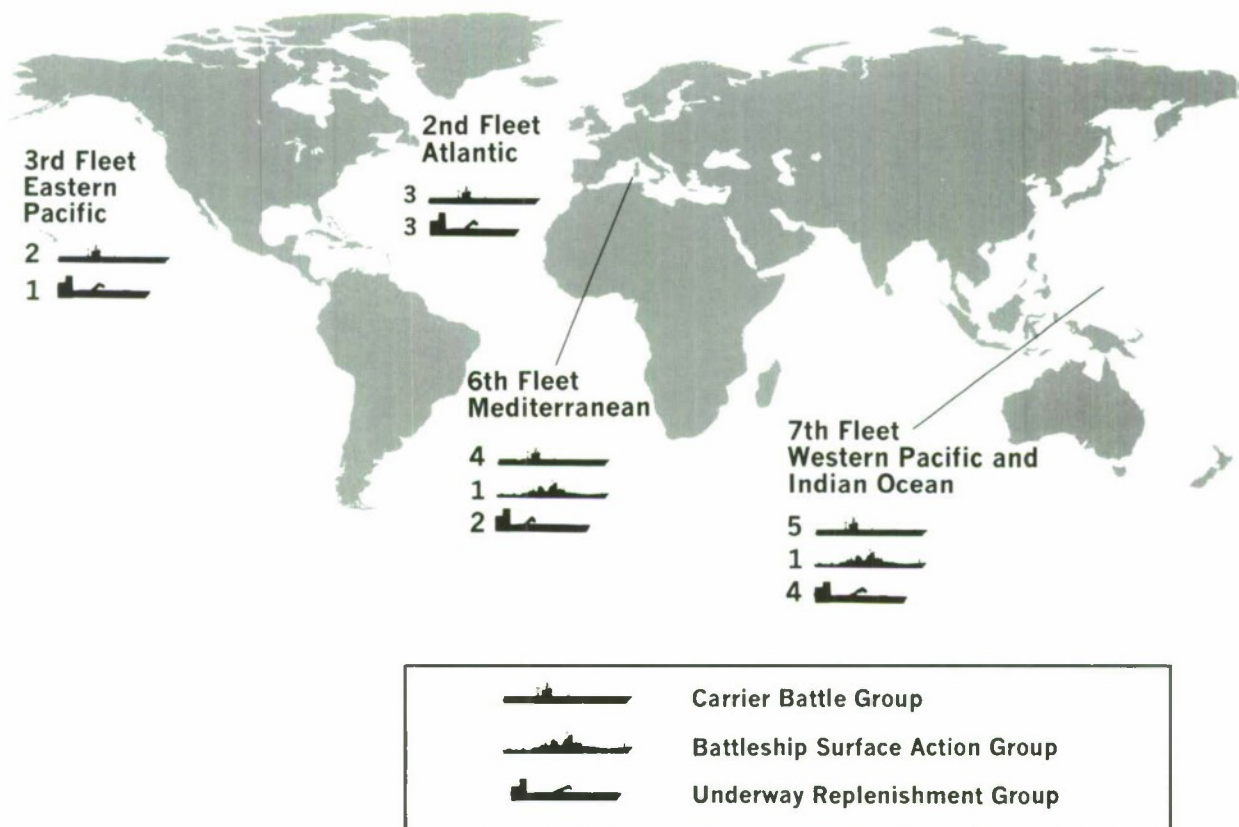 3rd Fleet
Eastern
Pacific
2
1
2nd Fleet
Atlantic
3
3
6th Fleet
Mediterranean
4
1
2
7th Fleet
Western Pacific and
Indian Ocean
5
1
4
Carrier Battle Group
Battleship Surface Action Group
Underway Replenishment Group